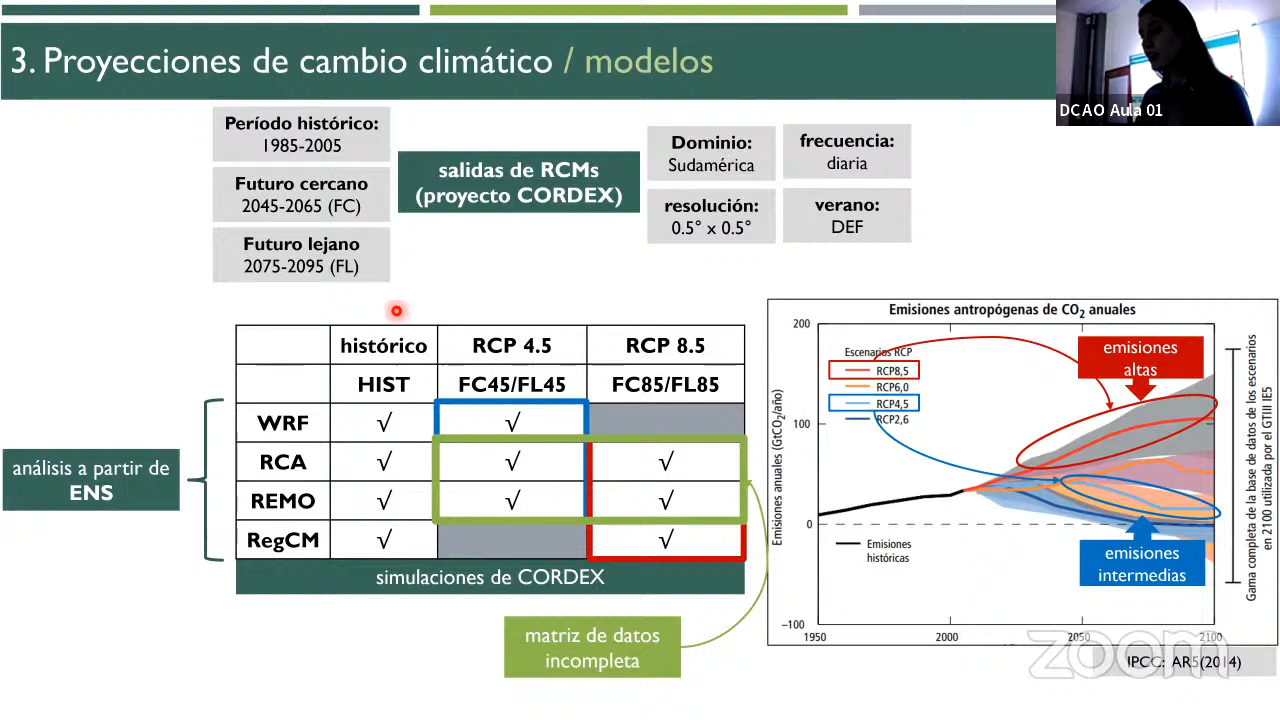 3. Proyecciones de cambio climático / modelos
DCAO Aula 01
Período histórico:
1985-2005
Futuro cercano
2045-2065 (FC)
Futuro lejano
2075-2095 (FL)
salidas de RCMs
(proyecto CORDEX)
Dominio:
Sudamérica
frecuencia:
diaria
resolución:
0.5° x 0.5°
verano:
DEF
histórico RCP 4.5 RCP 8.5
HIST FC45/FL45 FC85/FL85
WRF √ √
RCA √ √ √
REMO √ √ √
RegCM √ √
simulaciones de CORDEX
análisis a partir de
ENS
matriz de datos
incompleta
Emisiones antropógenas de CO2 anuales
Emisiones anuales (GtCO2/año)
200
100
0
−100
1950 2000 2050 2100
Escenarios RCP
RCP8,5
RCP6,0
RCP4,5
RCP2,6
Emisiones
históricas
emisiones
altas
emisiones
intermedias
Gama completa de la base de datos de los escenarios
en 2100 utilizada por el GTIII IE5
IPCC: AR5(2014)
zoom